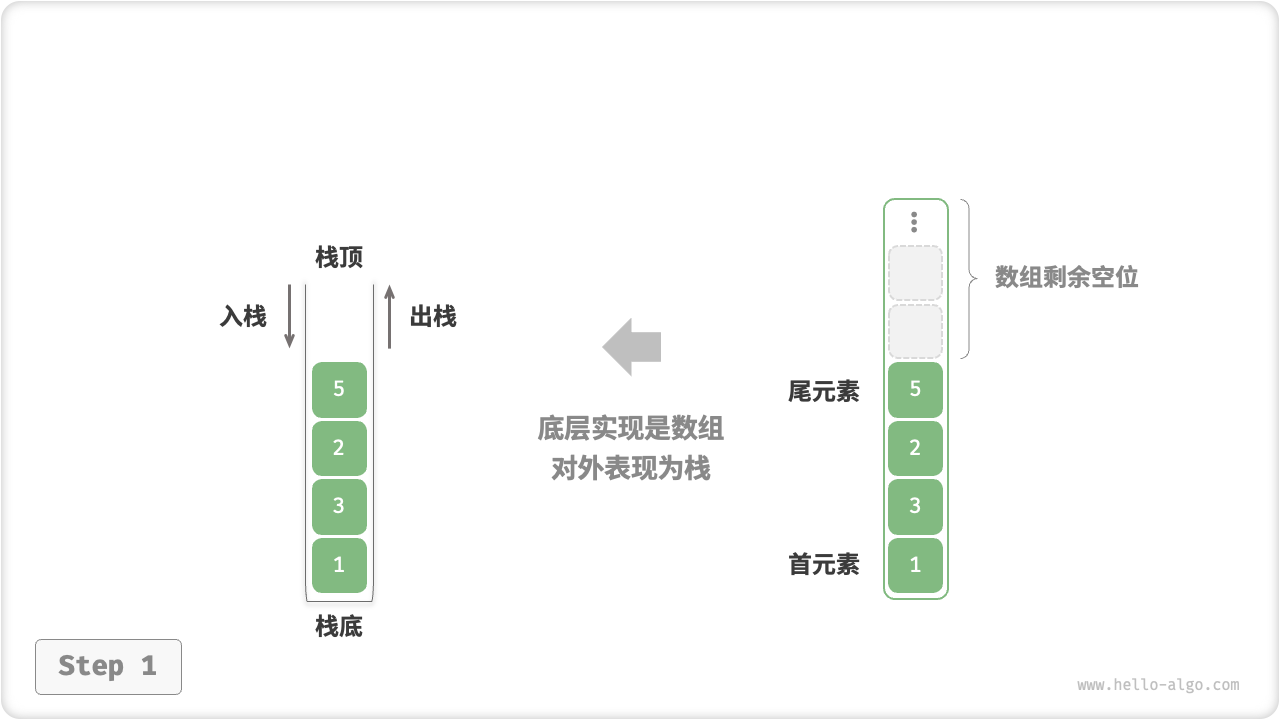 栈顶
入栈
出栈
5
2
3
1
栈底
底层实现是数组
对外表现为栈
数组剩余空位
尾元素
5
2
3
首元素
1
Step 1
www.hello-algo.com